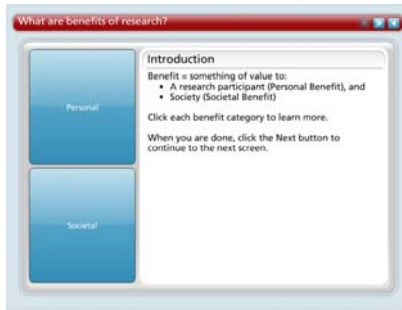 What are benefits of research?
Personal
Societal
Introduction
Benefit = something of value to:
• A research participant (Personal Benefit), and
• Society (Societal Benefit)
Click each benefit category to learn more.
When you are done, click the Next button to
continue to the next screen.